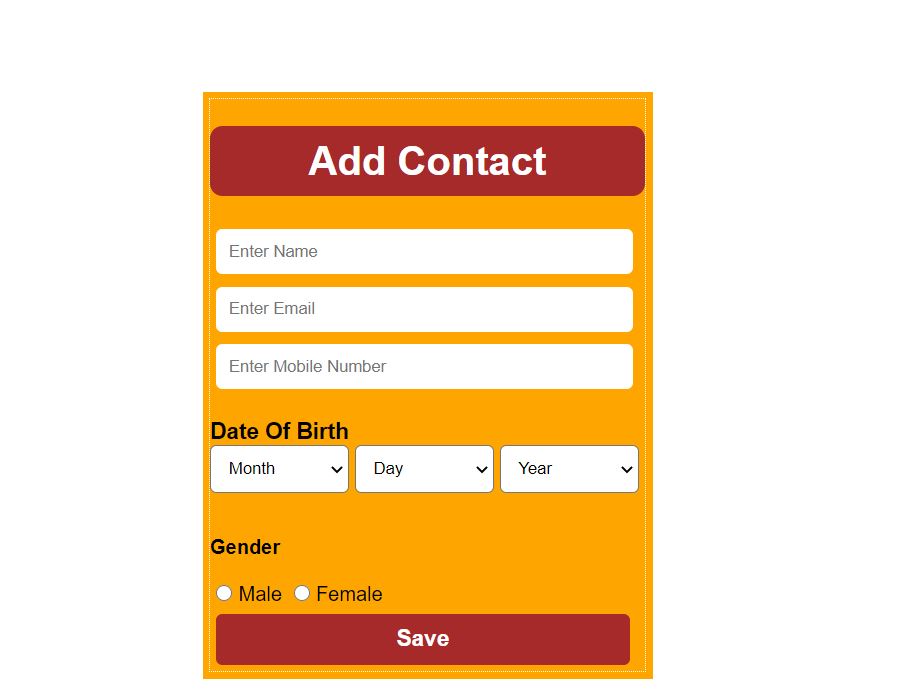 Add Contact
Enter Name
Enter Email
Enter Mobile Number
Date Of Birth
Month Day Year
Gender
Male Female
Save